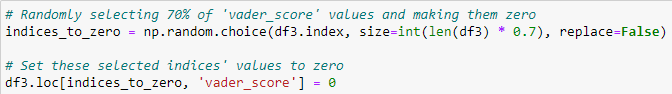 # Randomly selecting 70% of 'vader_score' values and making them zero
indices_to_zero = np.random.choice(df3.index, size=int(len(df3) * 0.7), replace=False)
# Set these selected indices' values to zero
df3.loc[indices_to_zero, 'vader_score'] = 0